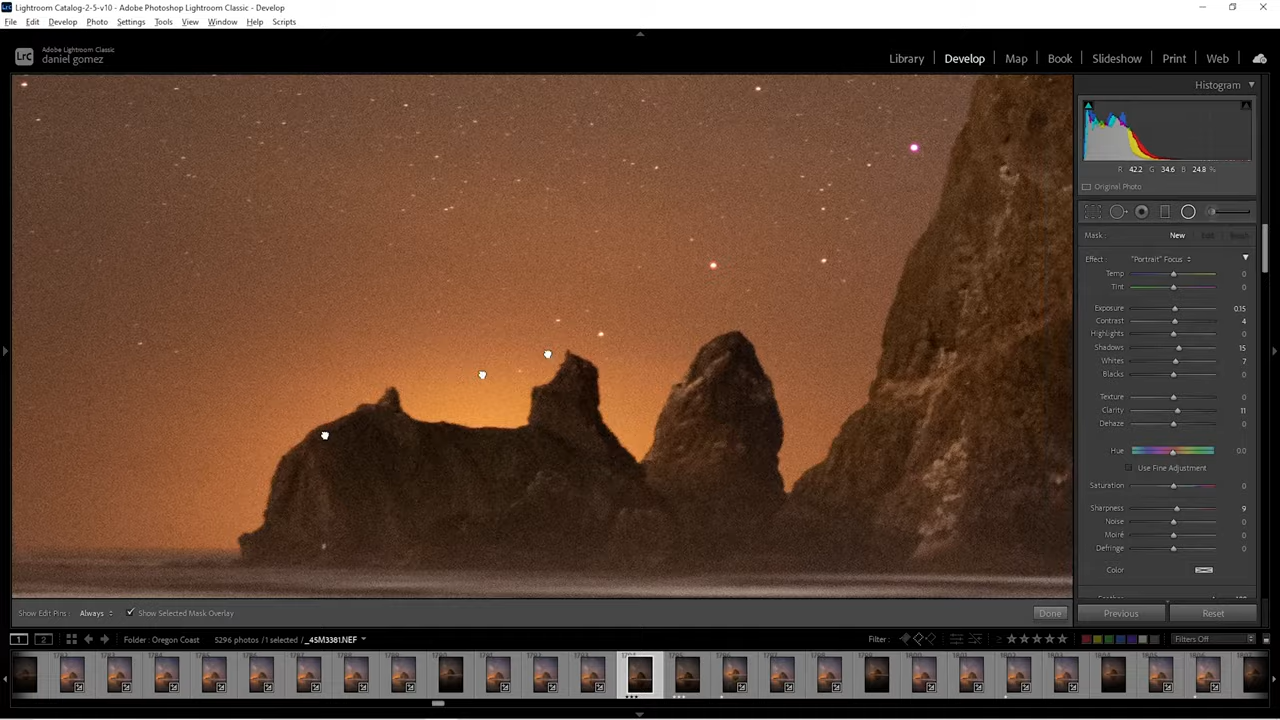 Lightroom Catalog-2-5-v10 - Adobe Photoshop Lightroom Classic - Develop
File Edit Develop Photo Settings Tools View Window Help Scripts
Lrc
Adobe Lightroom Classic
daniel gomez
Library | Develop | Map | Book | Slideshow | Print | Web
Histogram
R 42.2 G 34.6 B 24.8 %
Original Photo
Mask : New
Effect : "Portrait" Focus
Temp 0
Tint 0
Exposure 0.15
Contrast 4
Highlights 0
Shadows 15
Whites 7
Blacks 0
Texture 0
Clarity 11
Dehaze 0
Hue 0.0
Use Fine Adjustment
Saturation 0
Sharpness 9
Noise 0
Moiré 0
Defringe 0
Color
Show Edit Pins : Always Show Selected Mask Overlay Done
Previous Reset
1 2 Folder : Oregon Coast 5296 photos / 1 selected / _45M3381.NEF Filter : Filters Off